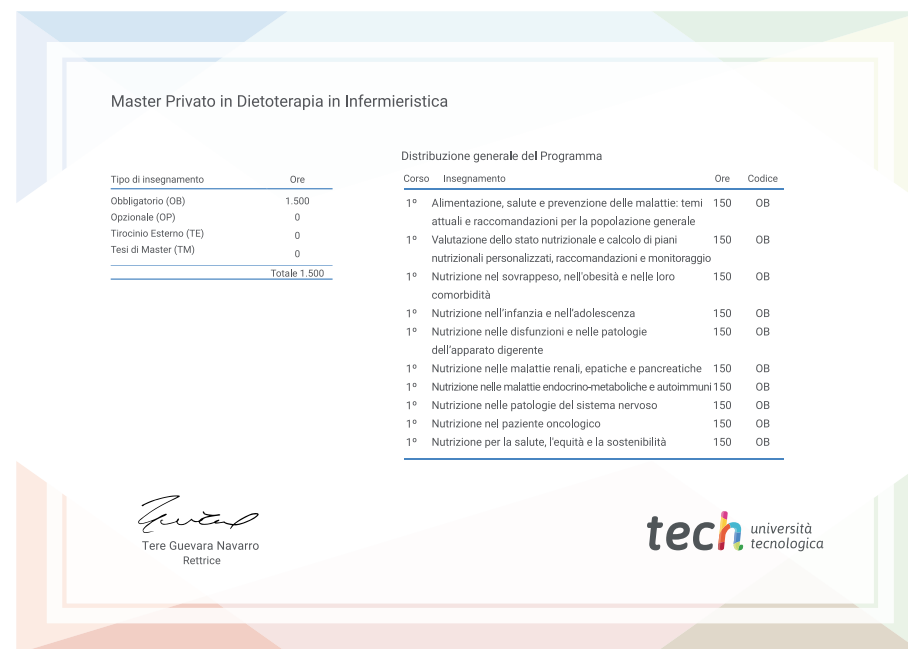 Master Privato in Dietoterapia in Infermieristica
Tipo di insegnamento Ore
Obbligatorio (OB) 1.500
Opzionale (OP) 0
Tirocinio Esterno (TE) 0
Tesi di Master (TM) 0
Totale 1.500
Distribuzione generale del Programma
Corso Insegnamento Ore Codice
1º Alimentazione, salute e prevenzione delle malattie: temi 150 OB
attuali e raccomandazioni per la popolazione generale
1º Valutazione dello stato nutrizionale e calcolo di piani 150 OB
nutrizionali personalizzati, raccomandazioni e monitoraggio
1º Nutrizione nel sovrappeso, nell'obesità e nelle loro 150 OB
comorbidità
1º Nutrizione nell'infanzia e nell'adolescenza 150 OB
1º Nutrizione nelle disfunzioni e nelle patologie 150 OB
dell'apparato digerente
1º Nutrizione nelle malattie renali, epatiche e pancreatiche 150 OB
1º Nutrizione nelle malattie endocrino-metaboliche e autoimmuni 150 OB
1º Nutrizione nelle patologie del sistema nervoso 150 OB
1º Nutrizione nel paziente oncologico 150 OB
1º Nutrizione per la salute, l'equità e la sostenibilità 150 OB
Tere Guevara Navarro
Rettrice
tech università
tecnologica